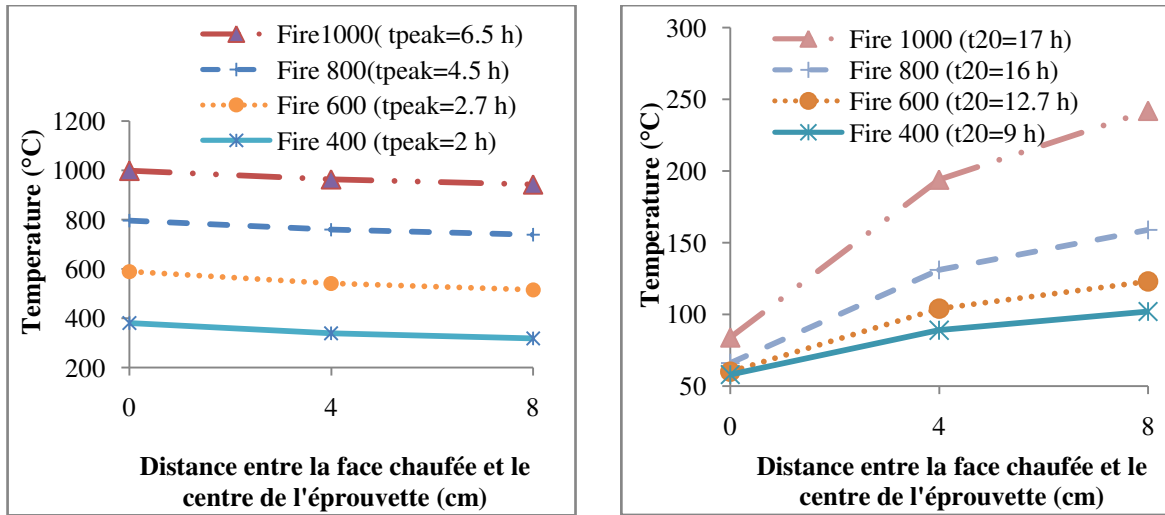 Fire1000( tpeak=6.5 h)
Fire 800(tpeak=4.5 h)
Fire 600 (tpeak=2.7 h)
Fire 400 (tpeak=2 h)
1200
1000
800
600
400
200
0
4
8
Temperature (°C)
Distance entre la face chaufée et le
centre de l'éprouvette (cm)
300
250
200
150
100
50
Fire 1000 (t20=17 h)
Fire 800 (t20=16 h)
Fire 600 (t20=12.7h)
Fire 400 (t20=9 h)
0
4
8
Temperature (°C)
Distance entre la face chaufée et le
centre de l'éprouvette (cm)